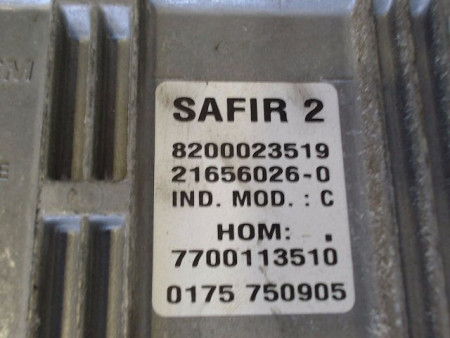 SAFIR 2
8200023519
21656026-0
IND. MOD. : C
HOM: .
7700113510
0175 750905